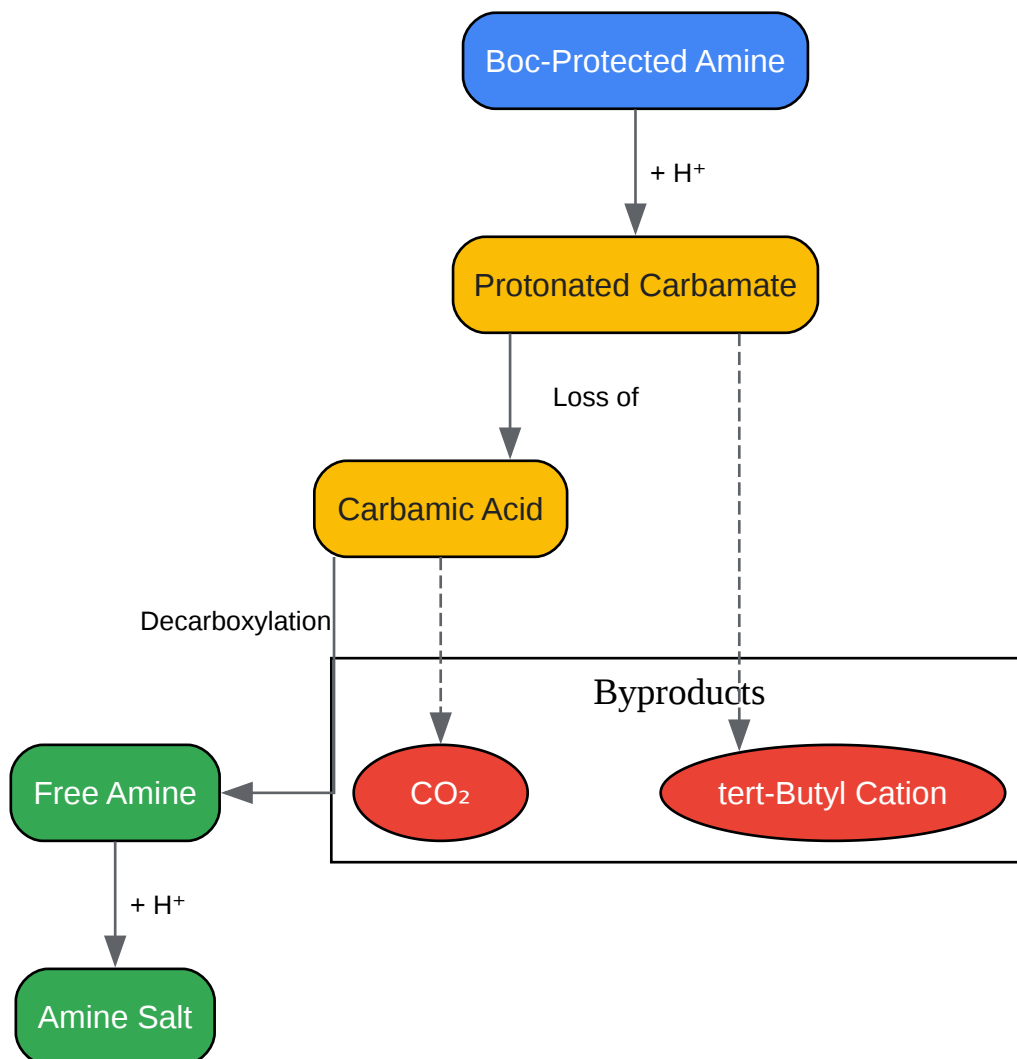 Boc-Protected Amine
+ H⁺
Protonated Carbamate
Loss of
Carbamic Acid
Decarboxylation
Byproducts
Free Amine
CO₂
tert-Butyl Cation
+ H⁺
Amine Salt